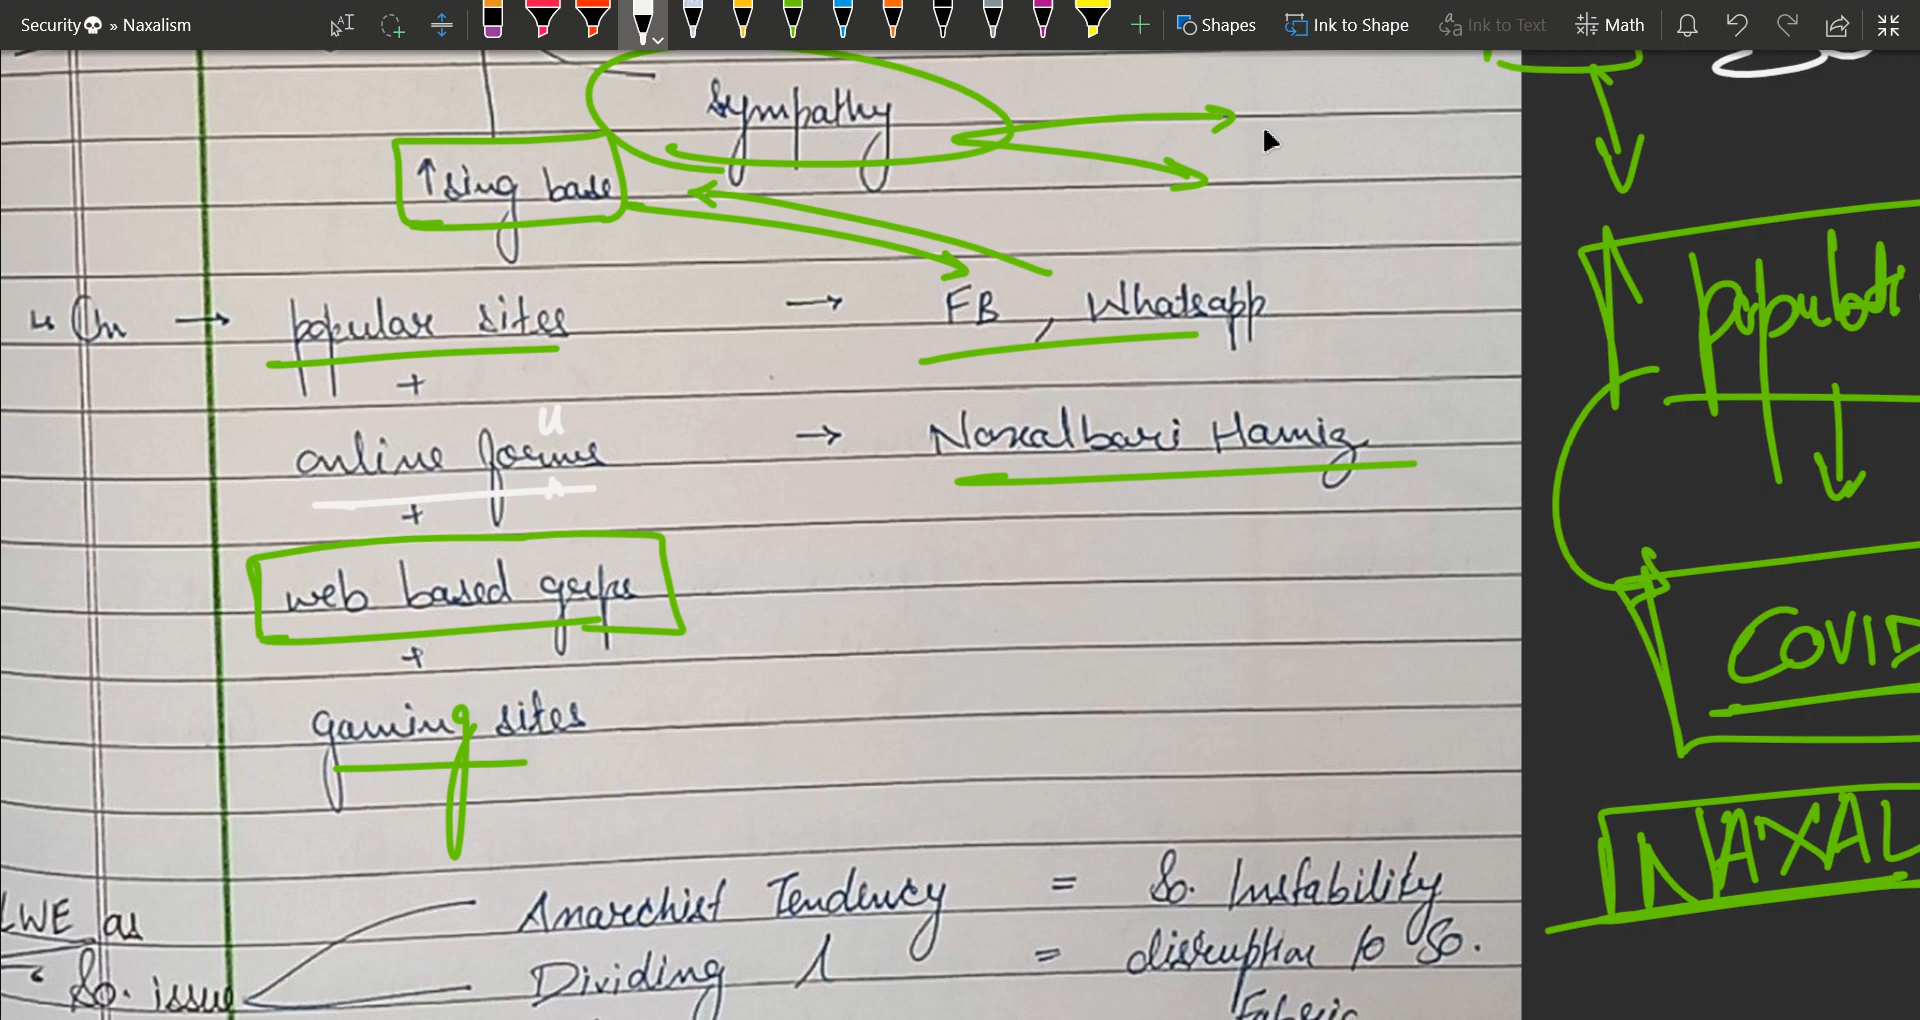 Security💀 » Naxalism
Shapes
Ink to Shape
Ink to Text
Math
Sympathy
↑sing base
↳ On → popular sites → FB, Whatsapp
+
online forums → Naxalbari Hamig
u
+
web based grps
+
gaming sites
LWE as
So. issue
Anarchist Tendency = So. Instability
Dividing = disruption to So.
Fabric
populati
COVID
NAXAL